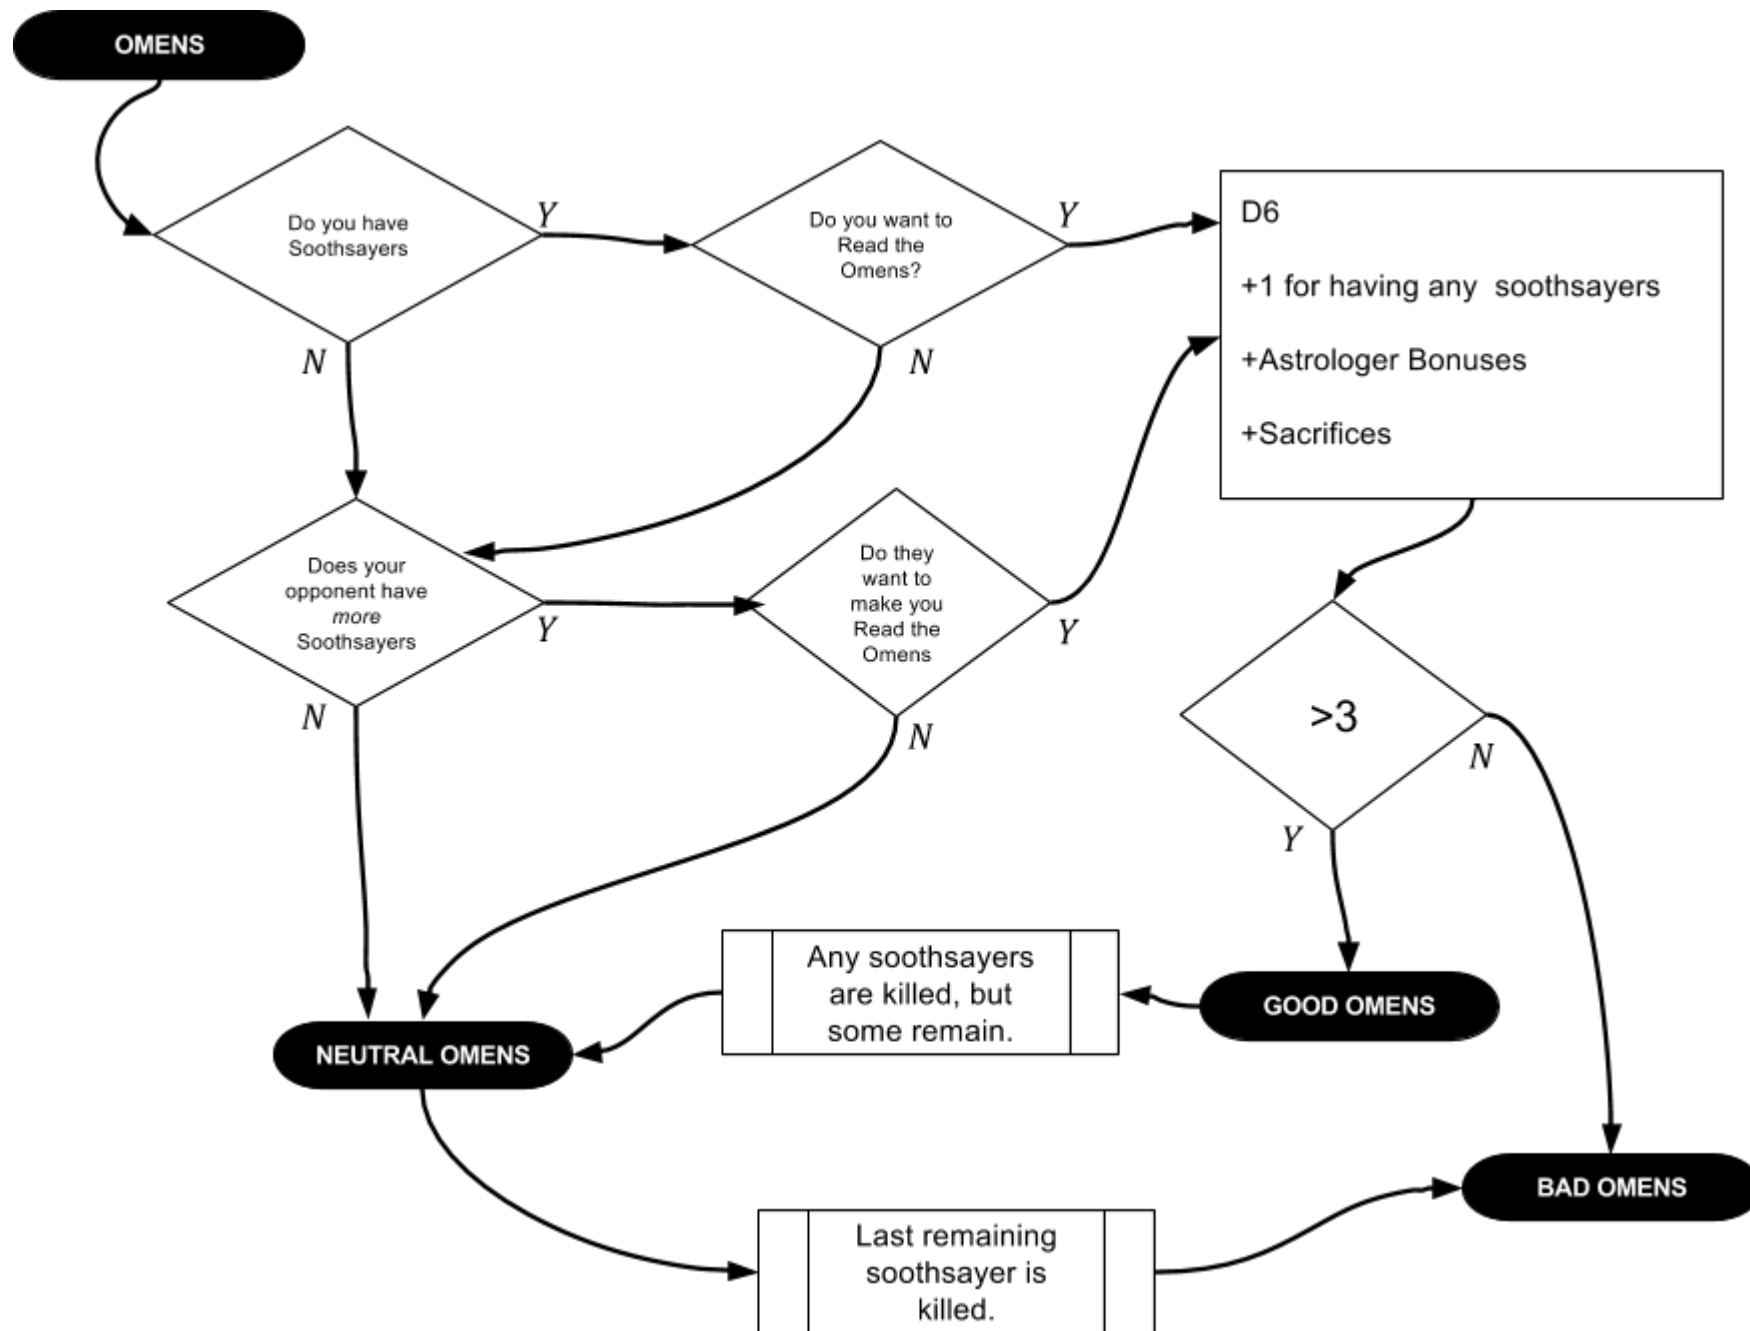 OMENS
Do you have
Soothsayers
Y
N
Do you want to
Read the
Omens?
Y
N
D6
+1 for having any  soothsayers
+Astrologer Bonuses
+Sacrifices
Does your
opponent have
more
Soothsayers
Y
N
Do they
want to
make you
Read the
Omens
Y
N
>3
N
Y
Any soothsayers
are killed, but
some remain.
GOOD OMENS
NEUTRAL OMENS
BAD OMENS
Last remaining
soothsayer is
killed.